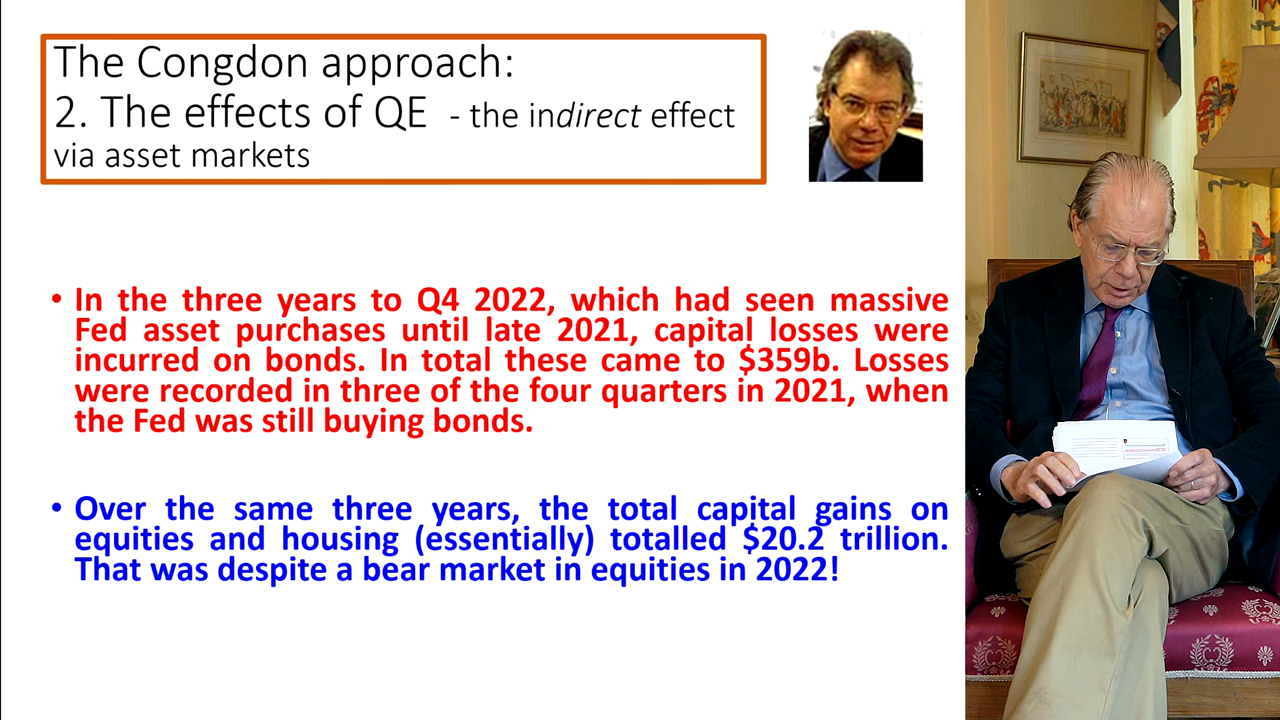 The Congdon approach:
2. The effects of QE - the indirect effect
via asset markets
• In the three years to Q4 2022, which had seen massive
Fed asset purchases until late 2021, capital losses were
incurred on bonds. In total these came to $359b. Losses
were recorded in three of the four quarters in 2021, when
the Fed was still buying bonds.
• Over the same three years, the total capital gains on
equities and housing (essentially) totalled $20.2 trillion.
That was despite a bear market in equities in 2022!